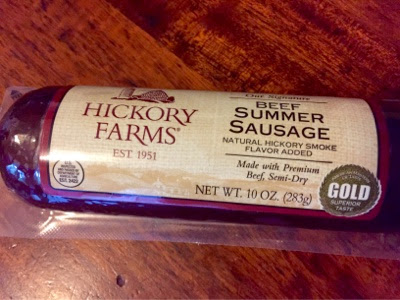 HICKORY
FARMS®
EST 1951
Our Signature
BEEF
SUMMER
SAUSAGE
NATURAL HICKORY SMOKE
FLAVOR ADDED
Made with Premium
Beef, Semi-Dry
NET WT. 10 OZ. (283g)
GOLD
SUPERIOR
TASTE